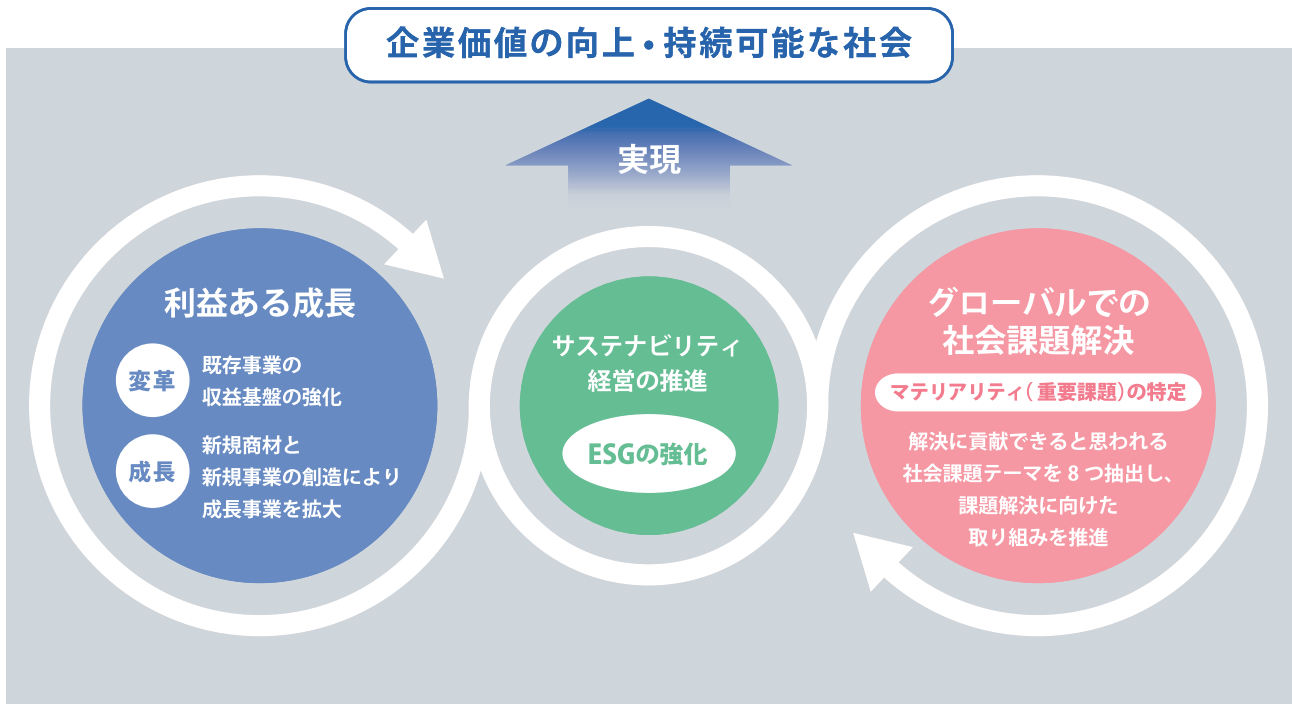 企業価値の向上・持続可能な社会
実現
利益ある成長
変革
既存事業の
収益基盤の強化
成長
新規商材と
新規事業の創造により
成長事業を拡大
サステナビリティ
経営の推進
ESGの強化
グローバルでの
社会課題解決
マテリアリティ(重要課題)の特定
解決に貢献できると思われる
社会課題テーマを8つ抽出し、
課題解決に向けた
取り組みを推進